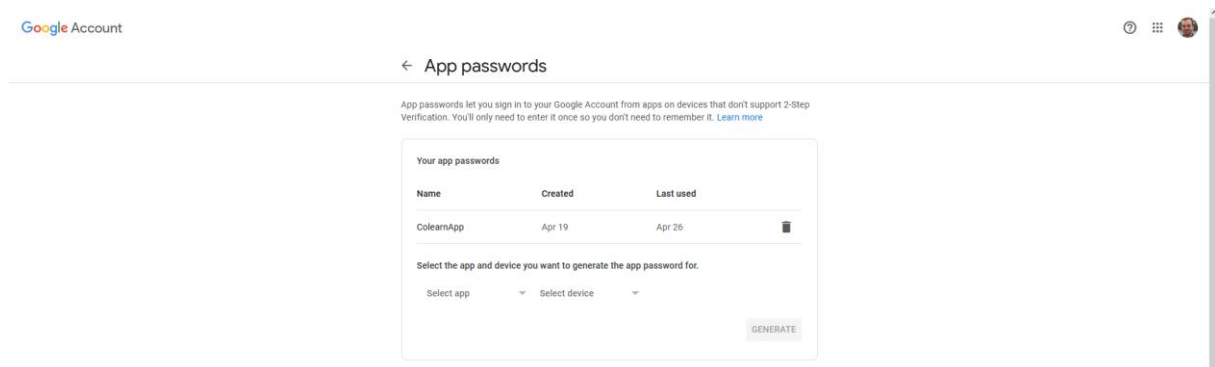 Google Account
App passwords
App passwords let you sign in to your Google Account from apps on devices that don't support 2-Step
Verification. You'll only need to enter it once so you don't need to remember it. Learn more
Your app passwords
Name Created Last used
ColearnApp Apr 19 Apr 26
Select the app and device you want to generate the app password for.
Select app Select device
GENERATE